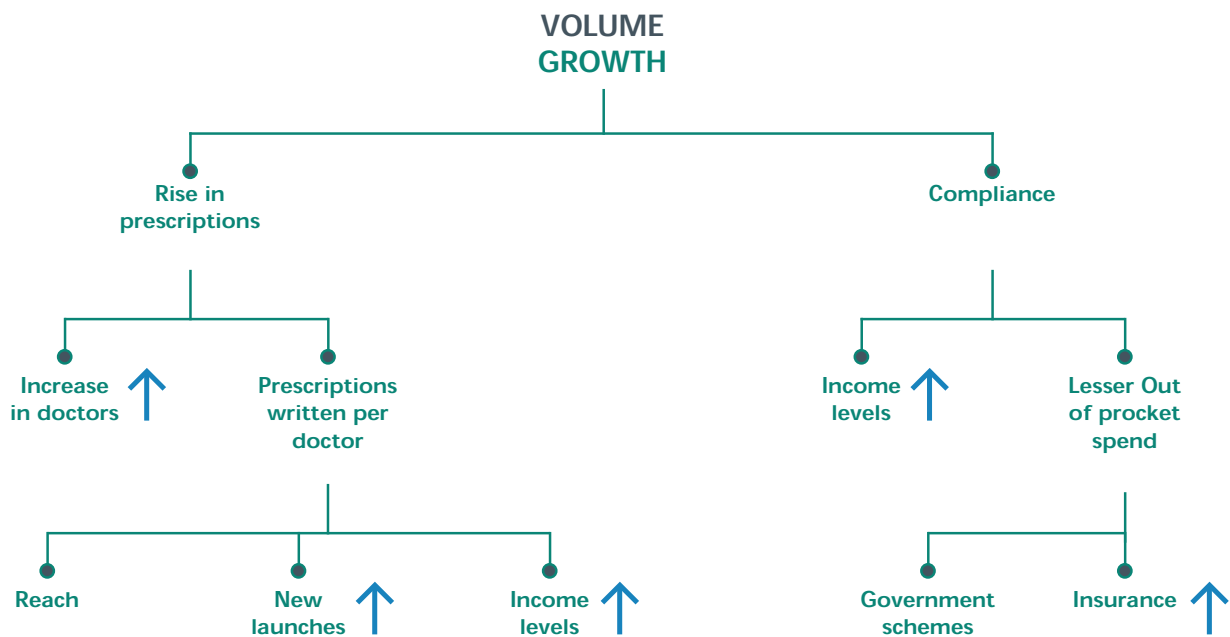 VOLUME
GROWTH
Rise in
prescriptions
Compliance
Increase
in doctors
Prescriptions
written per
doctor
Income
levels
Lesser Out
of procket
spend
Reach
New
launches
Income
levels
Government
schemes
Insurance